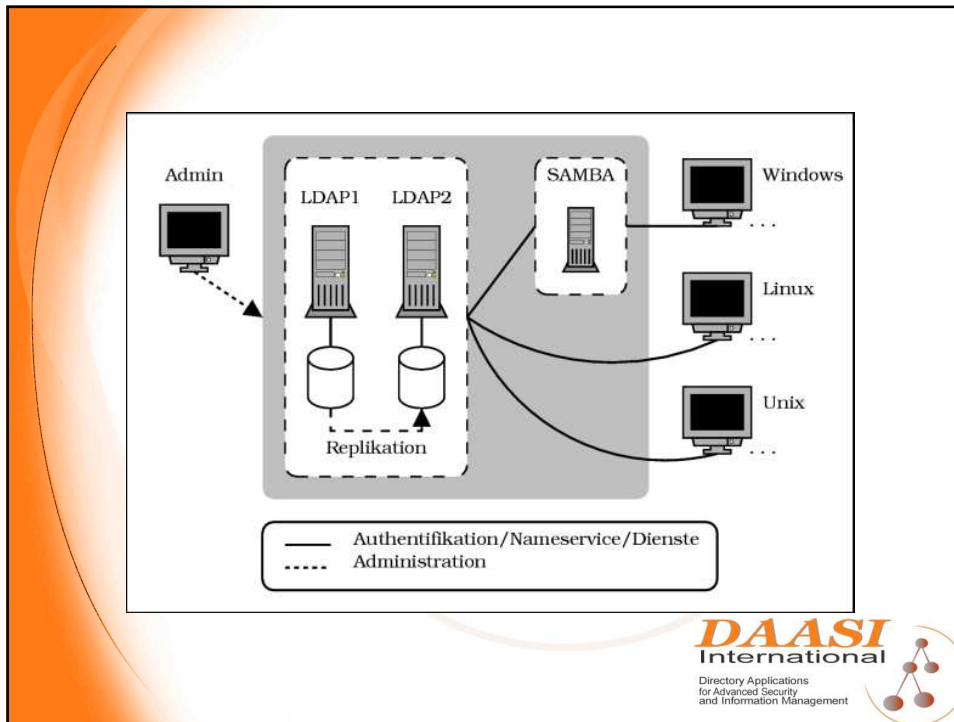 Admin
LDAP1
LDAP2
SAMBA
Windows
...
Linux
...
Unix
...
Replikation
Authentifikation/Nameservice/Dienste
Administration
DAASI
International
Directory Applications
for Advanced Security
and Information Management